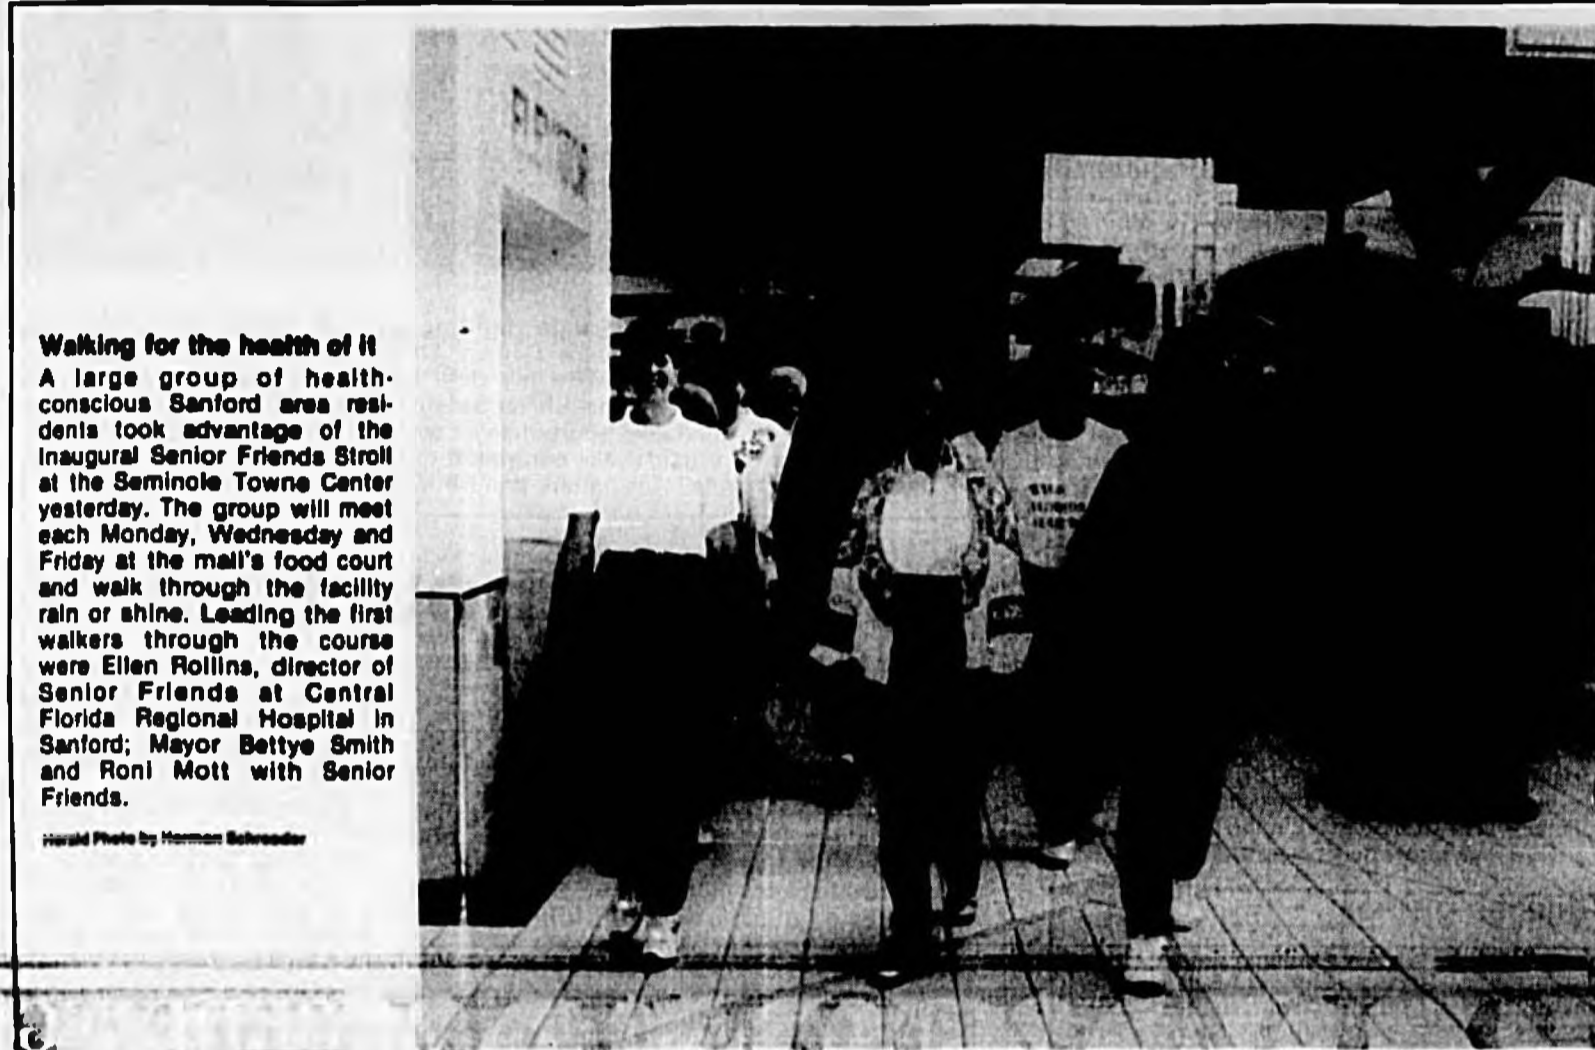 Walking for the health of it
A large group of health-
conscious Sanford area resi-
dents took advantage of the
inaugural Senior Friends Stroll
at the Seminole Towne Center
yesterday. The group will meet
each Monday, Wednesday and
Friday at the mall's food court
and walk through the facility
rain or shine. Leading the first
walkers through the course
were Ellen Rollins, director of
Senior Friends at Central
Florida Regional Hospital in
Sanford; Mayor Bettye Smith
and Roni Mott with Senior
Friends.
Herald Photo by Herman Schroeder